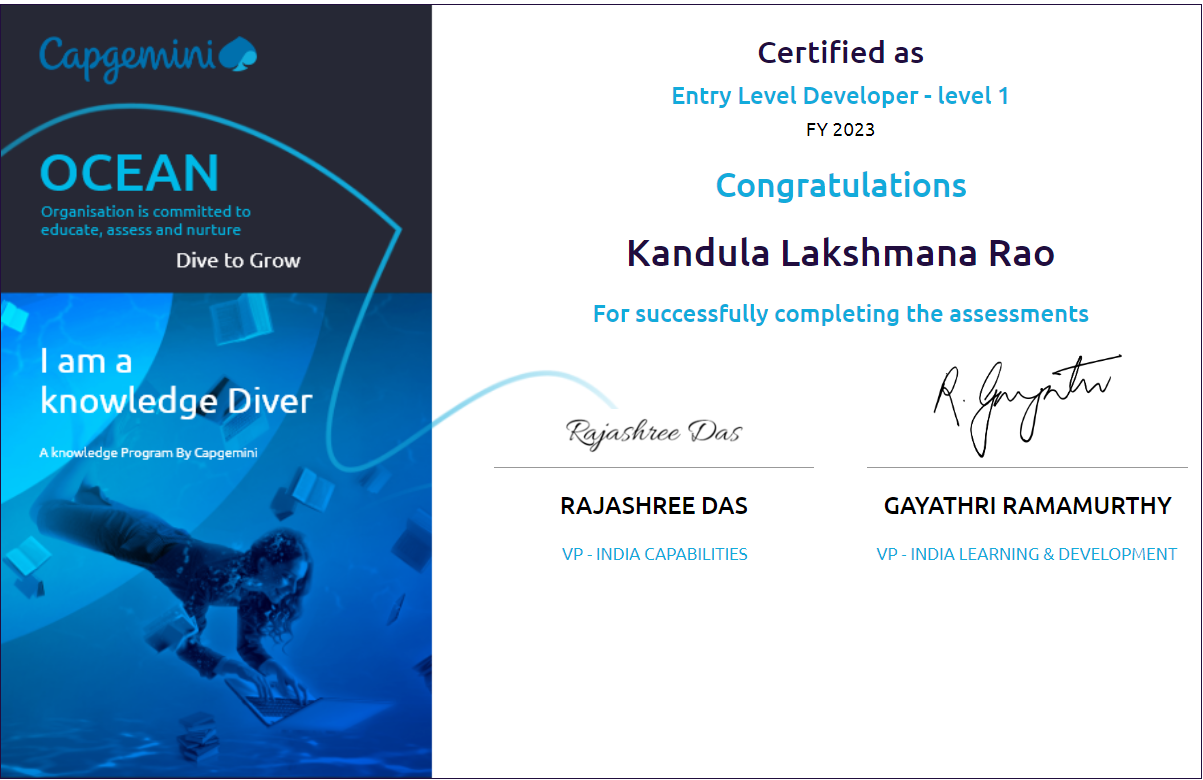 Capgemini
OCEAN
Organisation is committed to
educate, assess and nurture
Dive to Grow
I am a
knowledge Diver
A knowledge Program By Capgemini
Certified as
Entry Level Developer - level 1
FY 2023
Congratulations
Kandula Lakshmana Rao
For successfully completing the assessments
Rajashree Das
R. Gayithri
RAJASHREE DAS
VP - INDIA CAPABILITIES
GAYATHRI RAMAMURTHY
VP - INDIA LEARNING & DEVELOPMENT